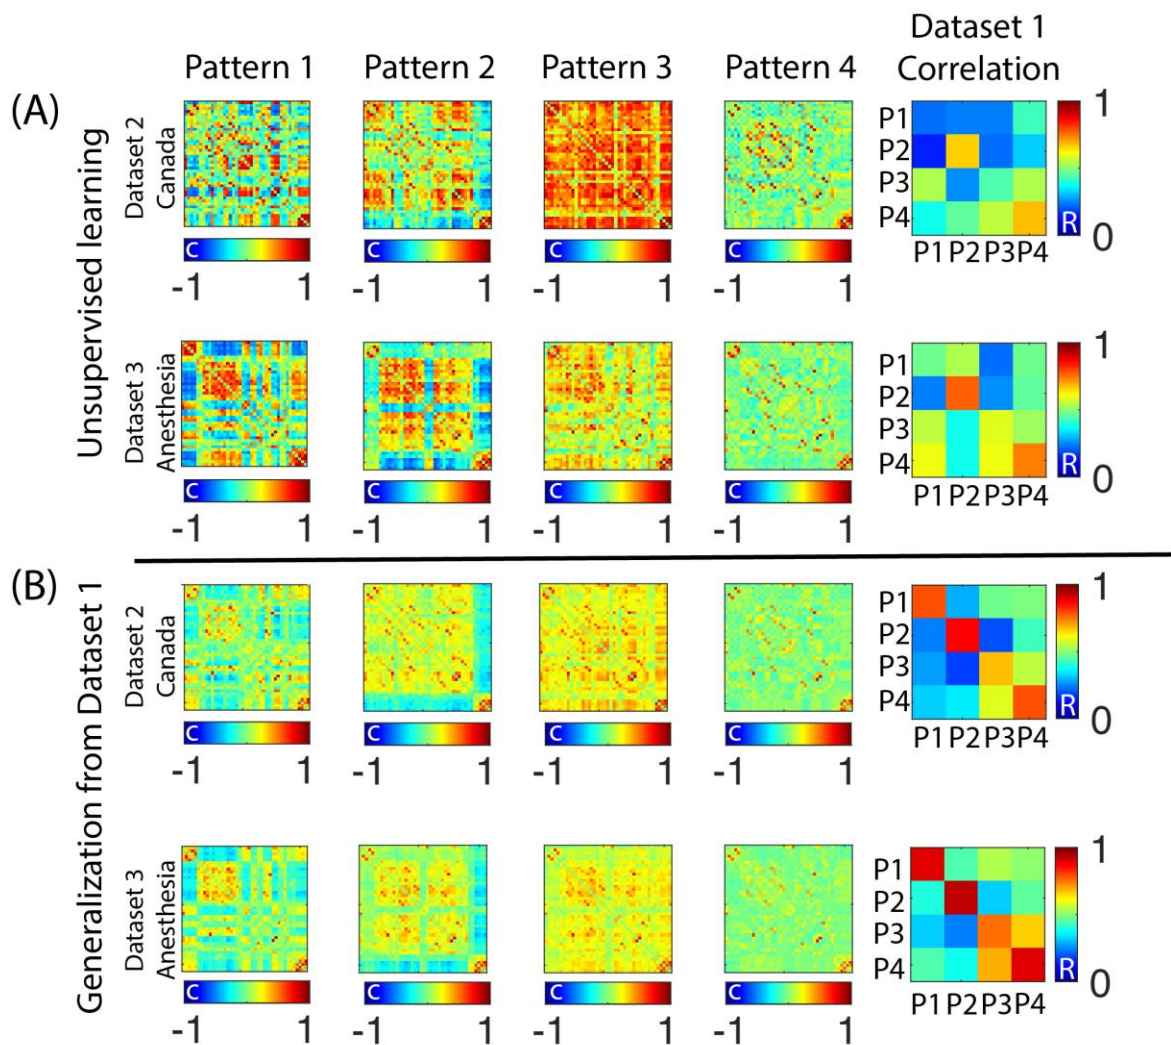 Dataset 1
Pattern 1 Pattern 2 Pattern 3 Pattern 4 Correlation
(A)
Unsupervised learning
Dataset 2
Canada
C C C C
-1 1 -1 1 -1 1 -1 1
P1
P2
P3
P4
P1 P2 P3 P4
R
1
0
Dataset 3
Anesthesia
C C C C
-1 1 -1 1 -1 1 -1 1
P1
P2
P3
P4
P1 P2 P3 P4
R
1
0
(B)
Generalization from Dataset 1
Dataset 2
Canada
C C C C
-1 1 -1 1 -1 1 -1 1
P1
P2
P3
P4
P1 P2 P3 P4
R
1
0
Dataset 3
Anesthesia
C C C C
-1 1 -1 1 -1 1 -1 1
P1
P2
P3
P4
P1 P2 P3 P4
R
1
0